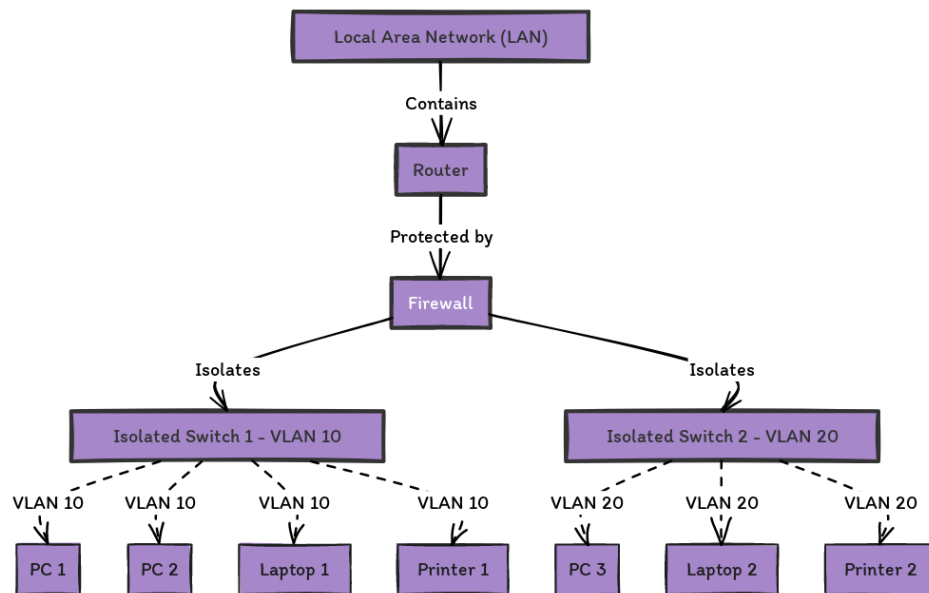 Local Area Network (LAN)
Contains
Router
Protected by
Firewall
Isolates
Isolates
Isolated Switch 1 - VLAN 10
Isolated Switch 2 - VLAN 20
VLAN 10
VLAN 10
VLAN 10
VLAN 10
VLAN 20
VLAN 20
VLAN 20
PC 1
PC 2
Laptop 1
Printer 1
PC 3
Laptop 2
Printer 2